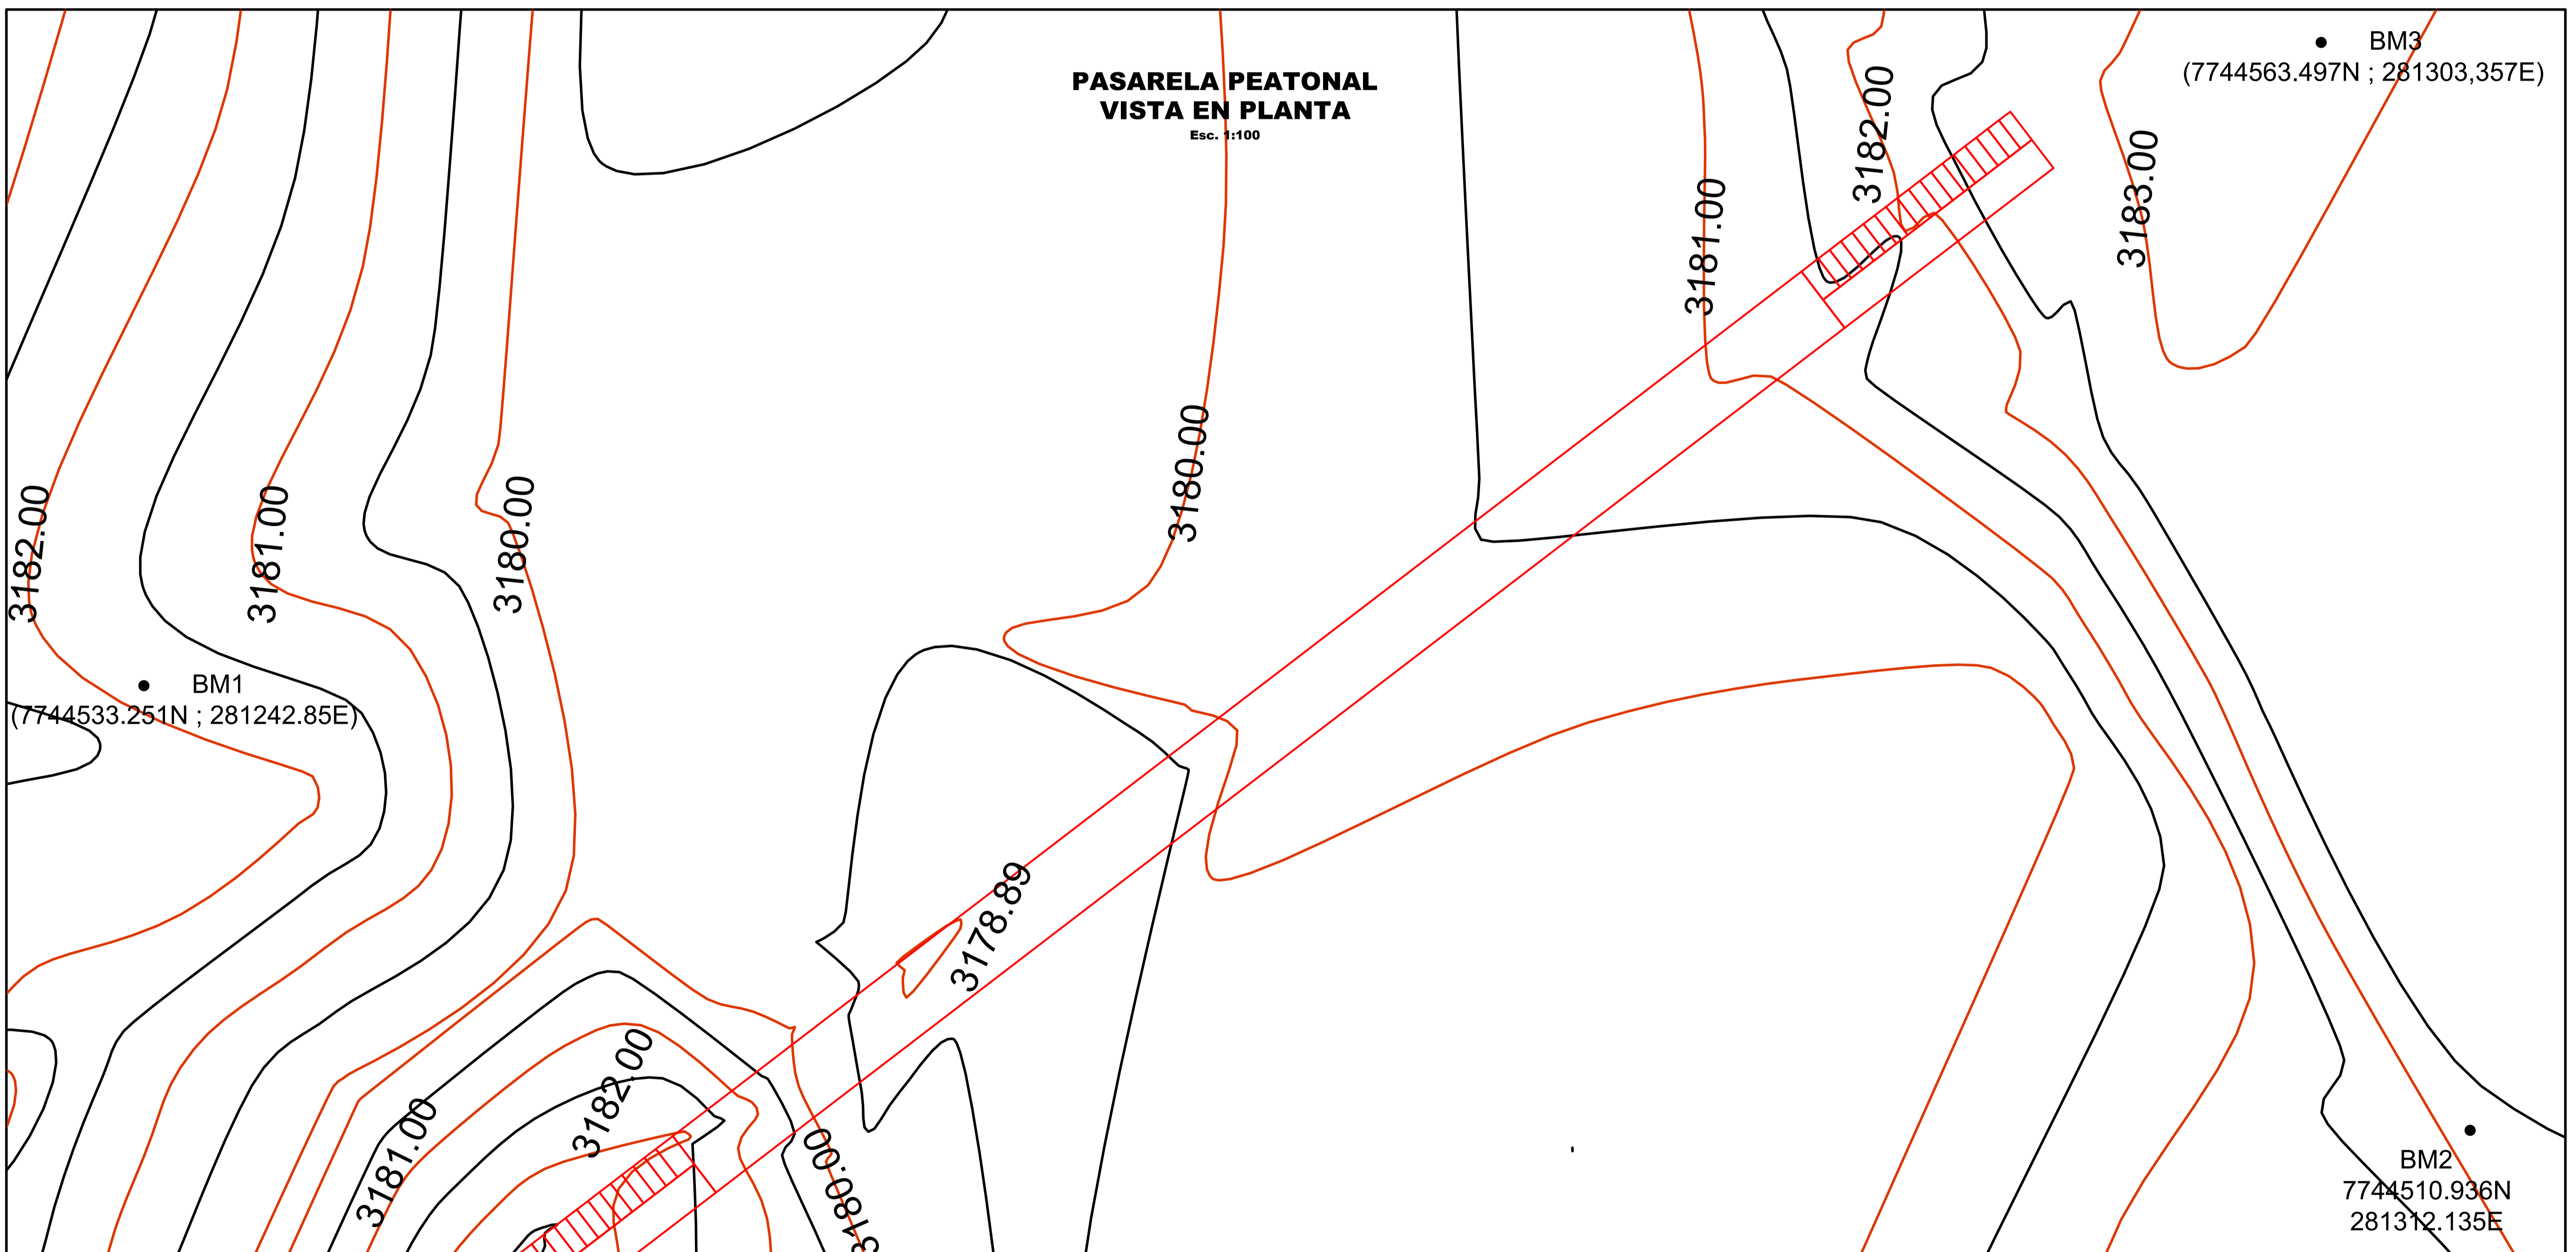 BM3
(7744563.497N ; 281303,357E)
PASARELA PEATONAL
VISTA EN PLANTA
Esc. 1:100
3182.00
3183.00
3181.00
3180.00
3182.00
3181.00
3180.00
BM1
(7744533.251N ; 281242.85E)
3178.89
3182.00
3181.00
3180.00
BM2
7744510.936N
281312.135E